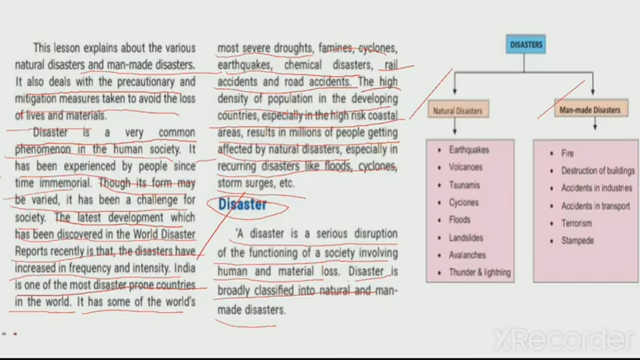 This lesson explains about the various
natural disasters and man-made disasters.
It also deals with the precautionary and
mitigation measures taken to avoid the loss
of lives and materials.
Disaster is a very common
phenomenon in the human society. It
has been experienced by people since
time immemorial. Though its form may
be varied, it has been a challenge for
society. The latest development which
has been discovered in the World Disaster
Reports recently is that, the disasters have
increased in frequency and intensity. India
is one of the most disaster prone countries
in the world. It has some of the world's
most severe droughts, famines, cyclones,
earthquakes, chemical disasters, rail
accidents and road accidents. The high
density of population in the developing
countries, especially in the high risk coastal
areas, results in millions of people getting
affected by natural disasters, especially in
recurring disasters like floods, cyclones,
storm surges, etc.
Disaster
'A disaster is a serious disruption
of the functioning of a society involving
human and material loss. Disaster is
broadly classified into natural and man-
made disasters.
DISASTERS
Natural Disasters
• Earthquakes
• Volcanoes
• Tsunamis
• Cyclones
• Floods
• Landslides
• Avalanches
• Thunder & lightning
Man-made Disasters
• Fire
• Destruction of buildings
• Accidents in industries
• Accidents in transport
• Terrorism
• Stampede
XRecorder